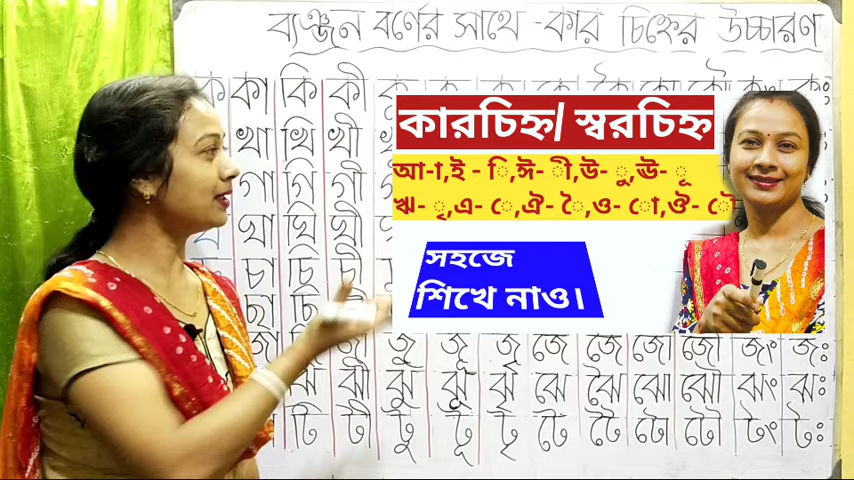 ব্যঞ্জন বর্ণের সাথে -কার চিহ্নের উচ্চারণ
ক কা কি কী
কারচিহ্ন/ স্বরচিহ্ন
খা খি খী
আ-া,ই - ি,ঈ- ী,উ- ু,ঊ- ূ
গা গি গী
ঋ- ৃ,এ- ে,ঐ- ৈ,ও- ো,ঔ- ৌ
ঘা ঘি ঘী
সহজে
চা চি চী
শিখে নাও।
ছা
জু জূ জৃ জে জৈ জো জৌ জং জঃ
ঝি ঝী ঝু ঝূ ঝৃ ঝে ঝৈ ঝো ঝৌ ঝং ঝঃ
টি টী টু টূ টৃ টে টৈ টো টৌ টং টঃ